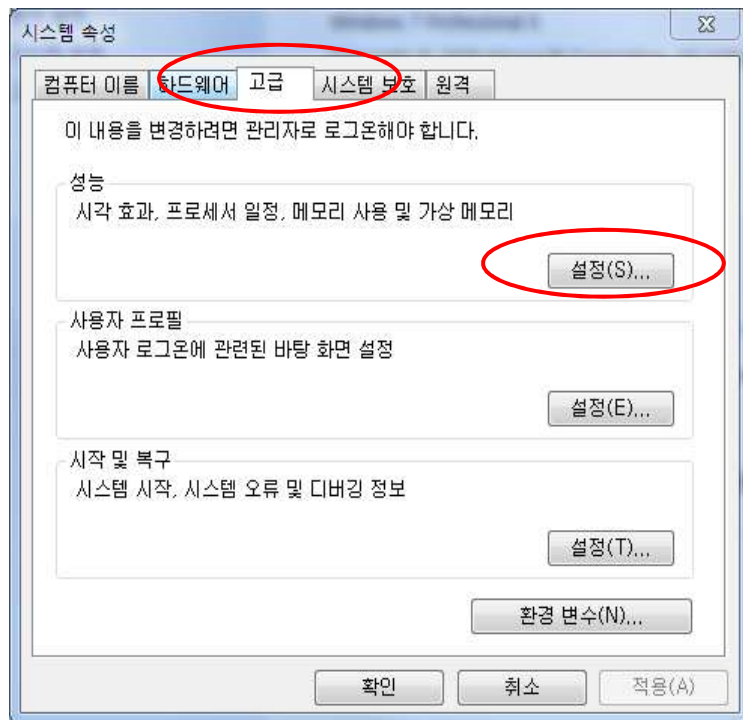 시스템 속성
컴퓨터 이름 하드웨어 고급 시스템 보호 원격
이 내용을 변경하려면 관리자로 로그온해야 합니다.
성능
시각 효과, 프로세서 일정, 메모리 사용 및 가상 메모리
설정(S)...
사용자 프로필
사용자 로그온에 관련된 바탕 화면 설정
설정(E)...
시작 및 복구
시스템 시작, 시스템 오류 및 디버깅 정보
설정(T)...
환경 변수(N)...
확인 취소 적용(A)